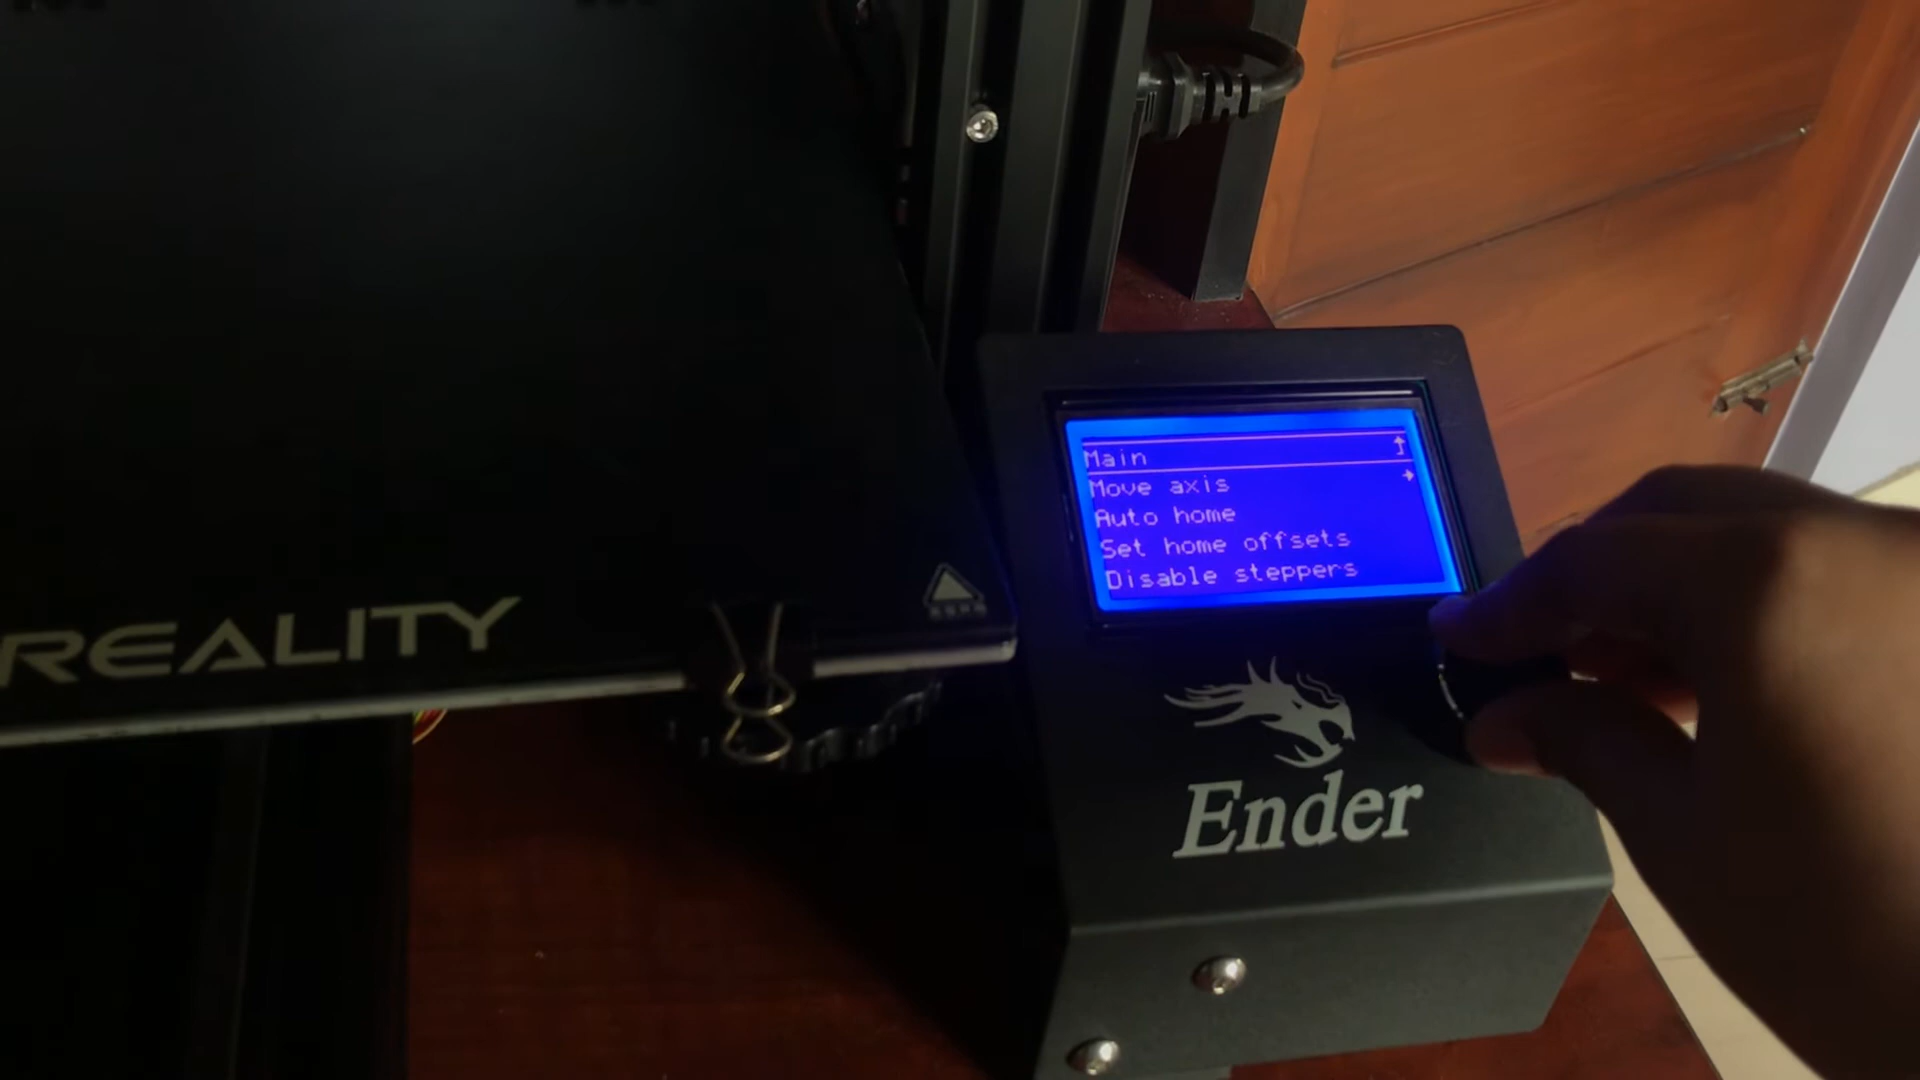 Main
Move axis
Auto home
Set home offsets
Disable steppers
REALITY
Ender